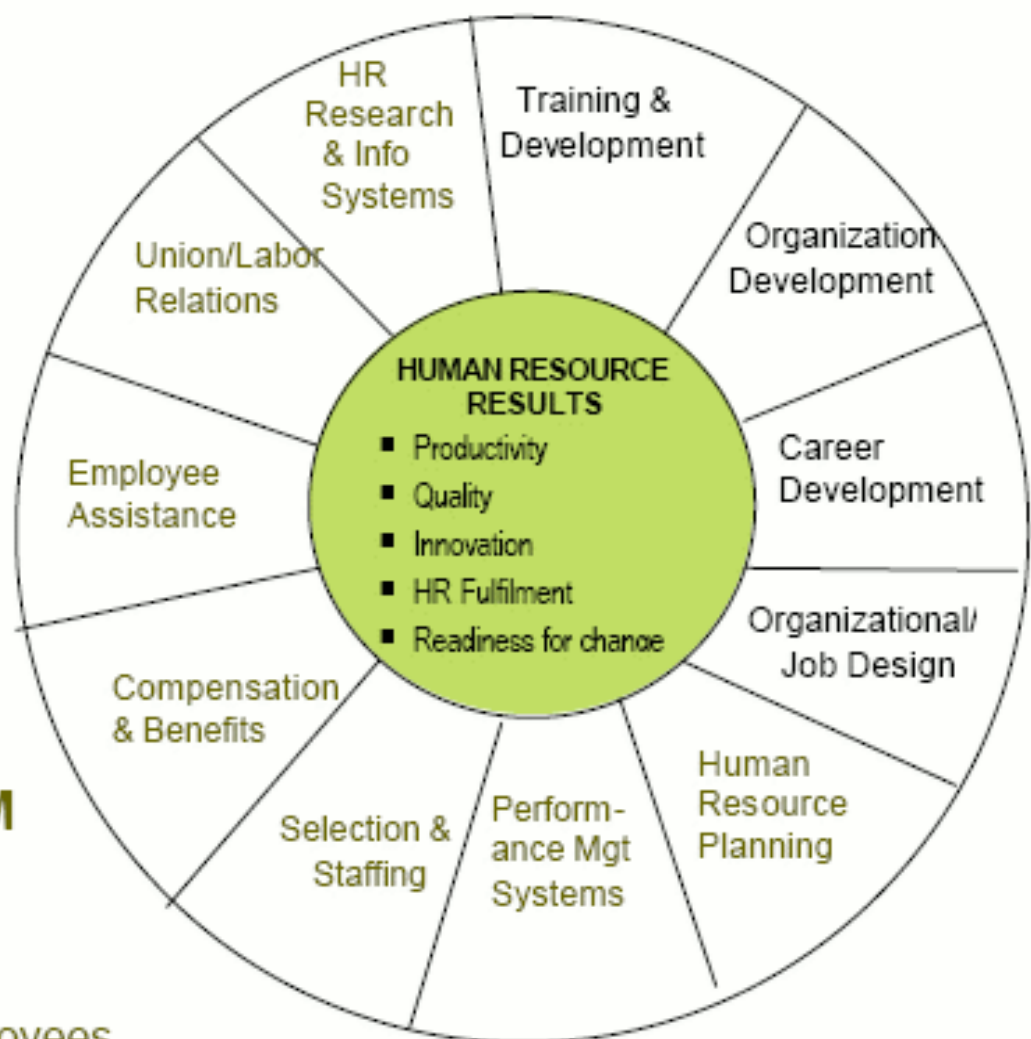 HR
Research
& Info
Systems
Training &
Development
Organization
Development
Career
Development
Organizational/
Job Design
Human
Resource
Planning
Perform-
ance Mgt
Systems
Selection &
Staffing
Compensation
& Benefits
Employee
Assistance
Union/Labor
Relations
HUMAN RESOURCE
RESULTS
▪ Productivity
▪ Quality
▪ Innovation
▪ HR Fulfilment
▪ Readiness for change
M